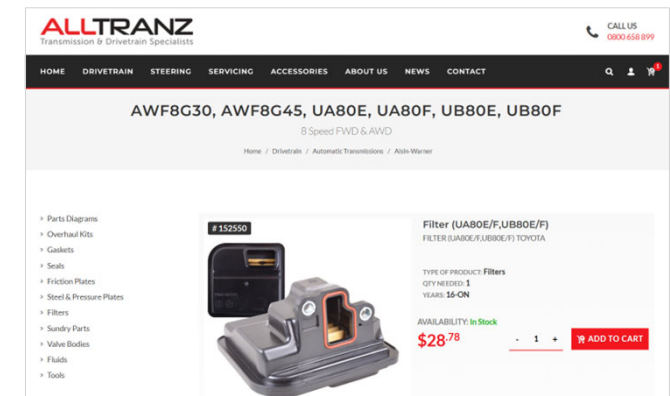 ALLTRANZ
Transmission & Drivetrain Specialists
CALL US
0800 658 899
HOME DRIVETRAIN STEERING SERVICING ACCESSORIES ABOUT US NEWS CONTACT
1
AWF8G30, AWF8G45, UA80E, UA80F, UB80E, UB80F
8 Speed FWD & AWD
Home / Drivetrain / Automatic Transmissions / Aisin-Warner
Parts Diagrams
Overhaul Kits
Gaskets
Seals
Friction Plates
Steel & Pressure Plates
Filters
Sundry Parts
Valve Bodies
Fluids
Tools
# 152550
Filter (UA80E/F,UB80E/F)
FILTER (UA80E/F,UB80E/F) TOYOTA
TYPE OF PRODUCT: Filters
QTY NEEDED: 1
YEARS: 16-ON
AVAILABILITY: In Stock
$28.78
- 1 +
ADD TO CART